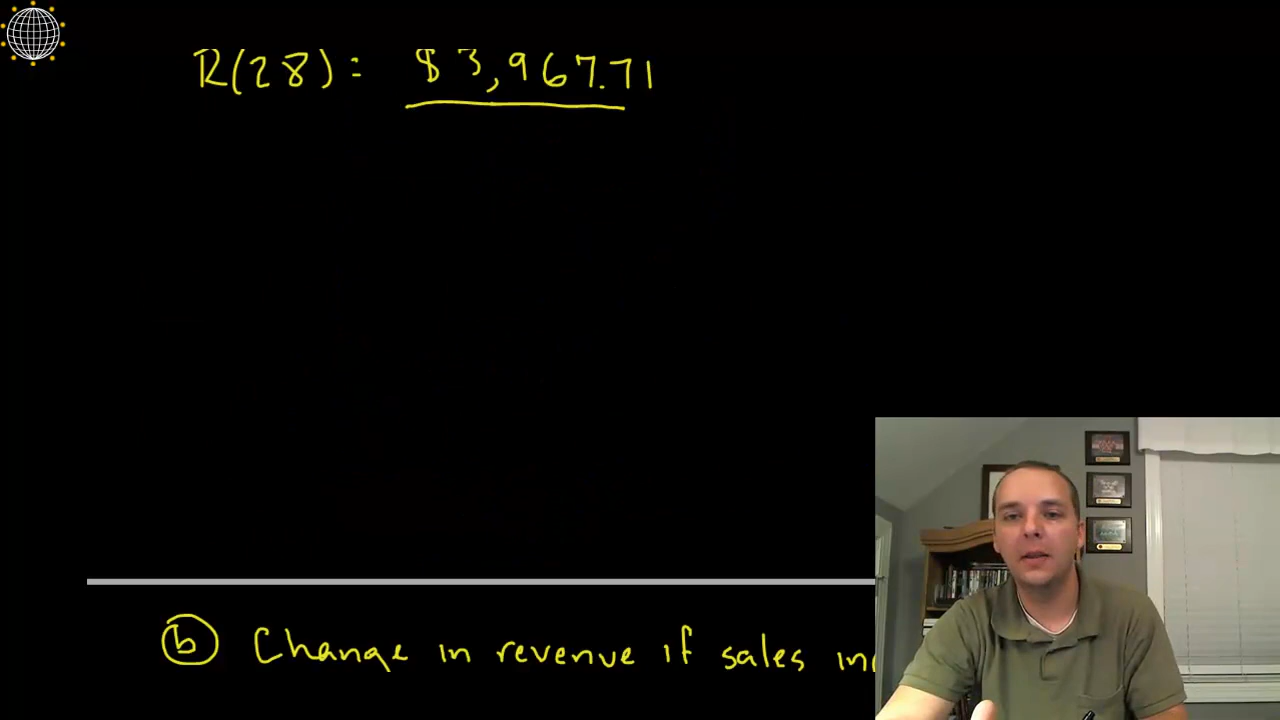 R(28) = $3,967.71
b Change in revenue if sales in